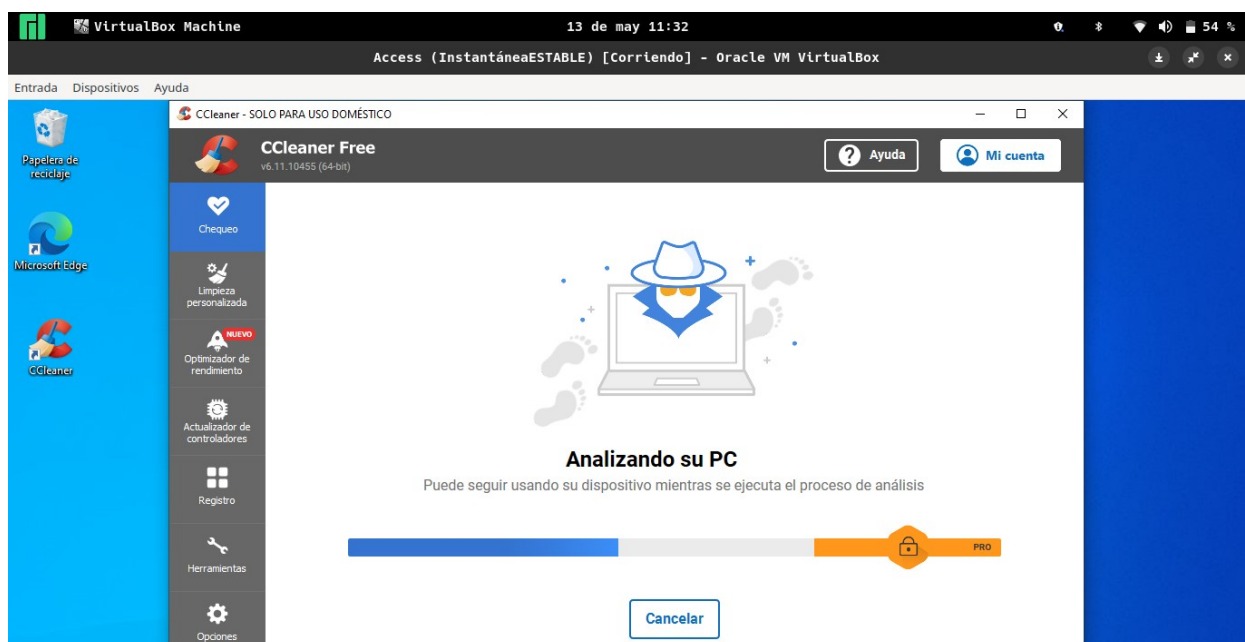 VirtualBox Machine
13 de may 11:32
54 %
Access (InstantáneaESTABLE) [Corriendo] - Oracle VM VirtualBox
Entrada Dispositivos Ayuda
Papelera de
reciclaje
Microsoft Edge
CCleaner
CCleaner - SOLO PARA USO DOMÉSTICO
CCleaner Free
v6.11.10455 (64-bit)
Ayuda
Mi cuenta
Chequeo
Limpieza
personalizada
NUEVO
Optimizador de
rendimiento
Actualizador de
controladores
Registro
Herramientas
Opciones
Analizando su PC
Puede seguir usando su dispositivo mientras se ejecuta el proceso de análisis
PRO
Cancelar